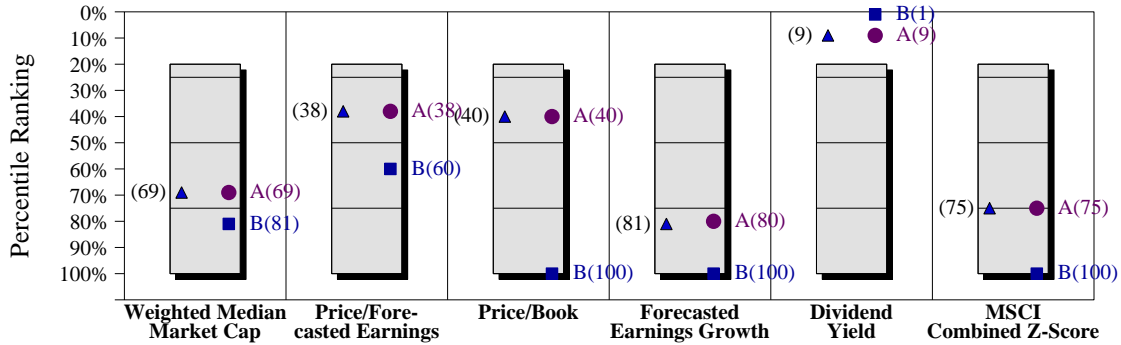 Percentile Ranking
0%
10%
20%
30%
40%
50%
60%
70%
80%
90%
100%
(69)
A(69)
B(81)
Weighted Median
Market Cap
(38)
A(38)
B(60)
Price/Fore-
casted Earnings
(40)
A(40)
B(100)
Price/Book
(81)
A(80)
B(100)
Forecasted
Earnings Growth
B(1)
(9)
A(9)
Dividend
Yield
(75)
A(75)
B(100)
MSCI
Combined Z-Score